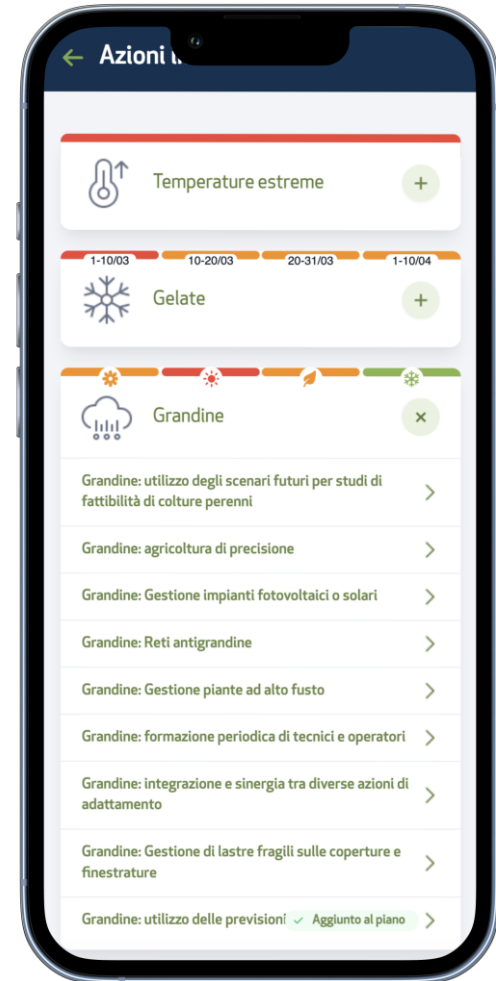 Azioni
Temperature estreme
1-10/03 10-20/03 20-31/03 1-10/04
Gelate
Grandine
Grandine: utilizzo degli scenari futuri per studi di
fattibilità di colture perenni
Grandine: agricoltura di precisione
Grandine: Gestione impianti fotovoltaici o solari
Grandine: Reti antigrandine
Grandine: Gestione piante ad alto fusto
Grandine: formazione periodica di tecnici e operatori
Grandine: integrazione e sinergia tra diverse azioni di
adattamento
Grandine: Gestione di lastre fragili sulle coperture e
finestrature
Grandine: utilizzo delle previsioni Aggiunto al piano